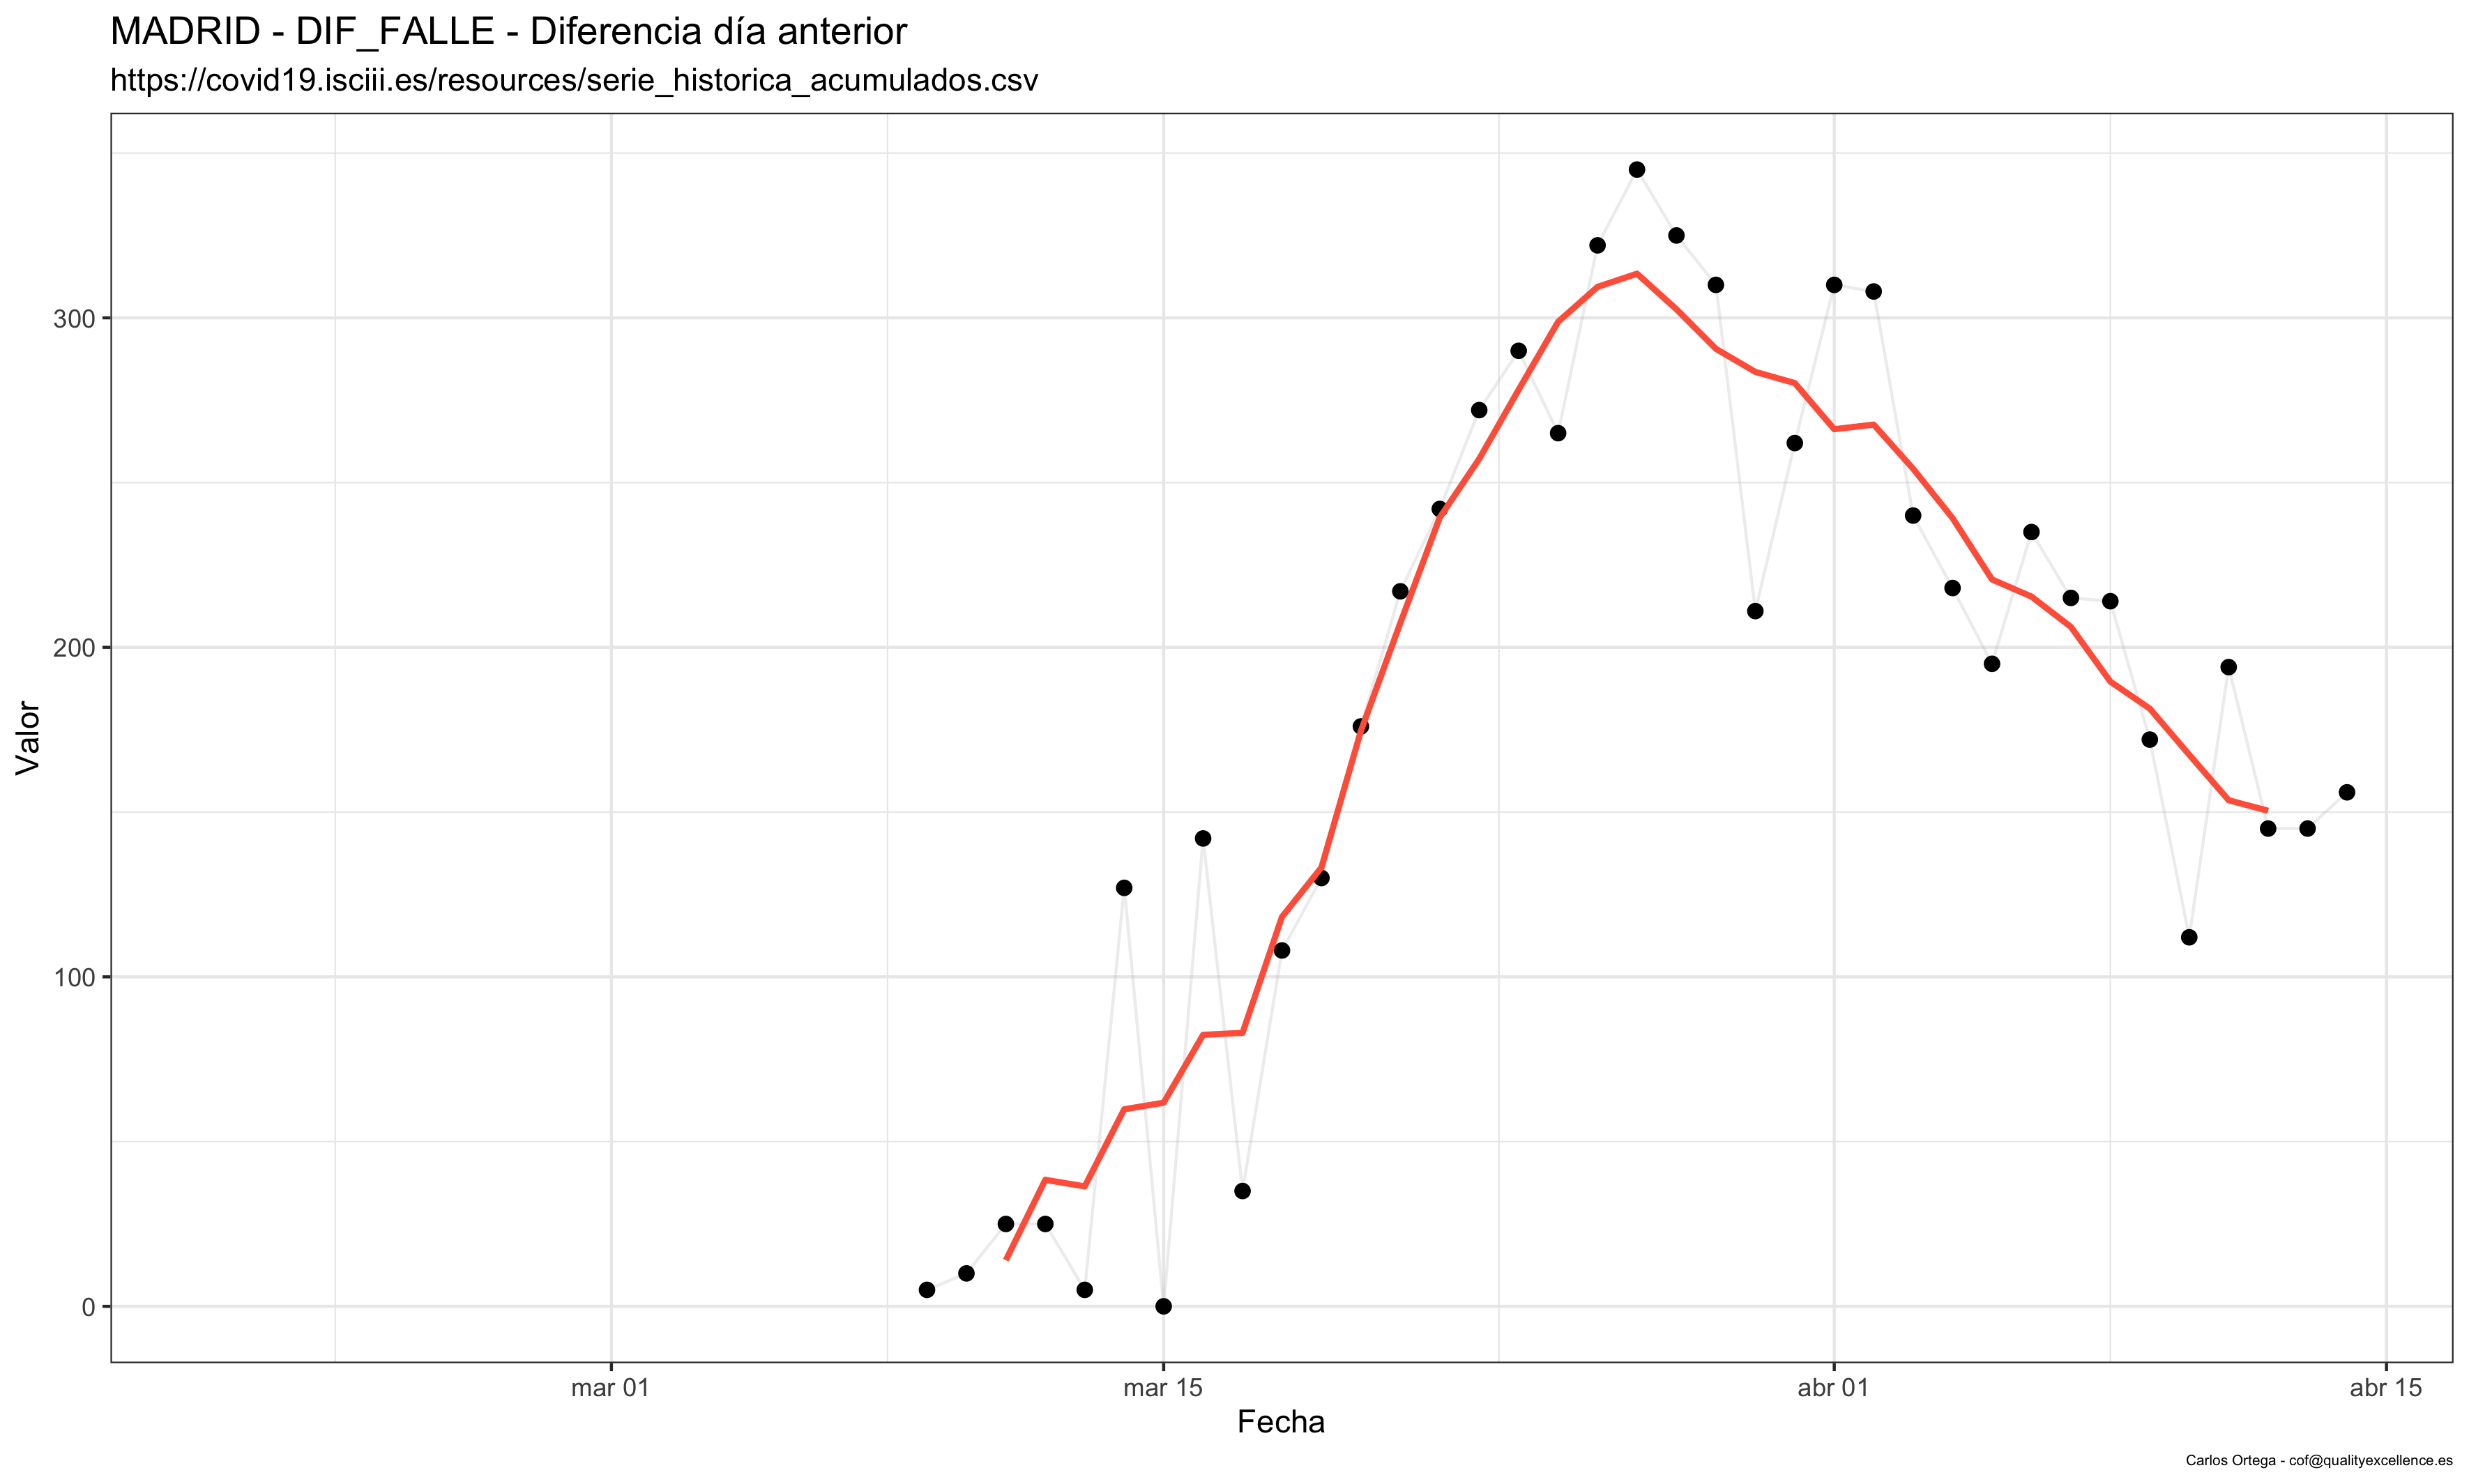 MADRID - DIF_FALLE - Diferencia día anterior
https://covid19.isciii.es/resources/serie_historica_acumulados.csv
300
200
100
0
Valor
mar 01
mar 15
abr 01
abr 15
Fecha
Carlos Ortega - cof@qualityexcellence.es